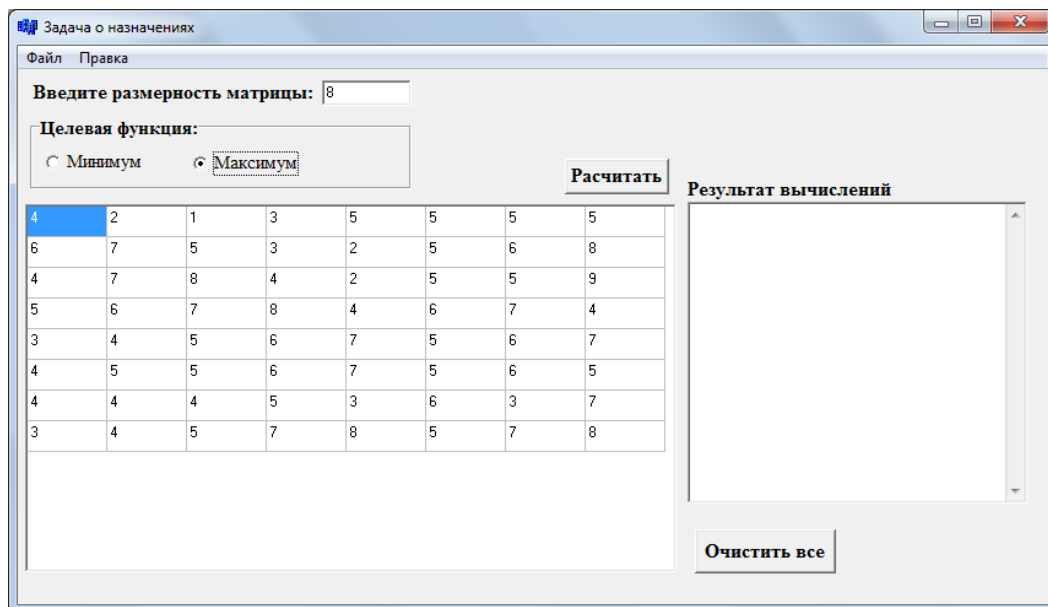 Задача о назначениях
Файл Правка
Введите размерность матрицы: 8
Целевая функция:
Минимум Максимум
Расчитать
Результат вычислений
4 2 1 3 5 5 5 5
6 7 5 3 2 5 6 8
4 7 8 4 2 5 5 9
5 6 7 8 4 6 7 4
3 4 5 6 7 5 6 7
4 5 5 6 7 5 6 5
4 4 4 5 3 6 3 7
3 4 5 7 8 5 7 8
Очистить все